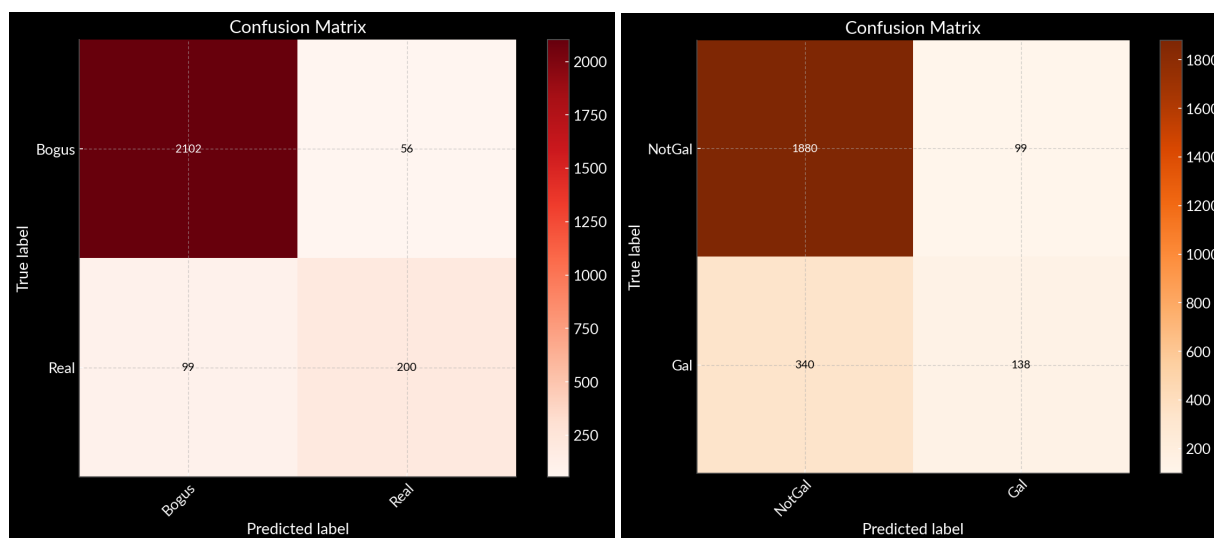 Confusion Matrix
True label
Bogus
2102
56
Real
99
200
Bogus
Real
Predicted label
2000
1750
1500
1250
1000
750
500
250
Confusion Matrix
True label
NotGal
1880
99
Gal
340
138
NotGal
Gal
Predicted label
1800
1600
1400
1200
1000
800
600
400
200